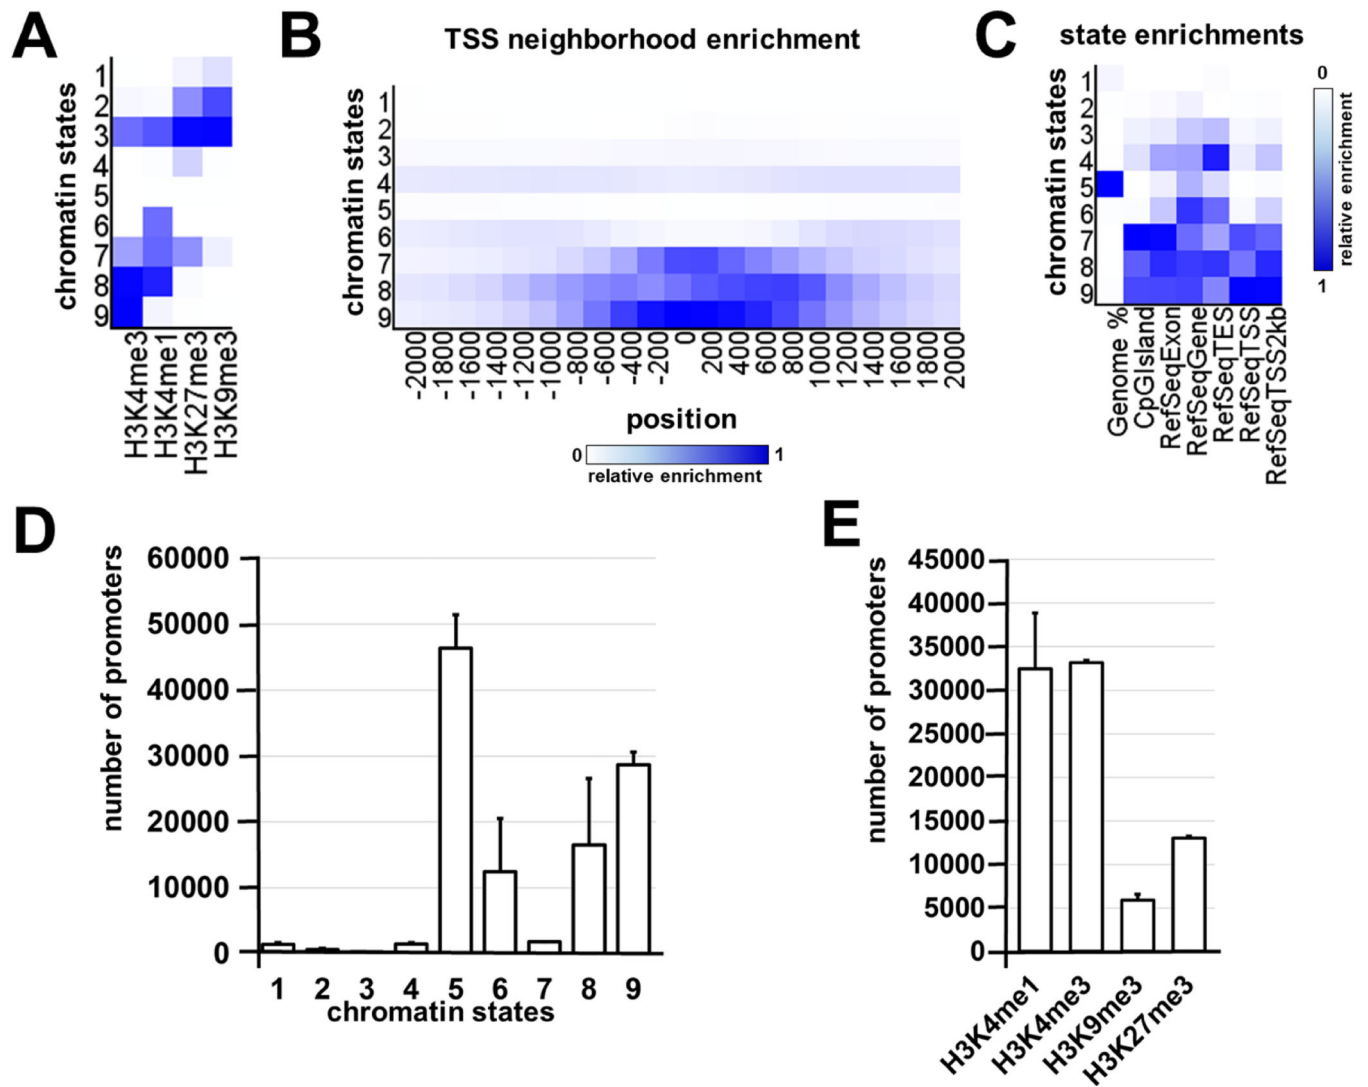 A
chromatin states
1
2
3
4
5
6
7
8
9
H3K4me3
H3K4me1
H3K27me3
H3K9me3
B
TSS neighborhood enrichment
chromatin states
1
2
3
4
5
6
7
8
9
-2000
-1800
-1600
-1400
-1200
-1000
-800
-600
-400
-200
0
200
400
600
800
1000
1200
1400
1600
1800
2000
position
0
1
relative enrichment
C
state enrichments
chromatin states
1
2
3
4
5
6
7
8
9
Genome %
CpGIsland
RefSeqExon
RefSeqGene
RefSeqTES
RefSeqTSS
RefSeqTSS2kb
0
relative enrichment
1
D
number of promoters
60000
50000
40000
30000
20000
10000
0
1 2 3 4 5 6 7 8 9
chromatin states
E
number of promoters
45000
40000
35000
30000
25000
20000
15000
10000
5000
0
H3K4me1
H3K4me3
H3K9me3
H3K27me3